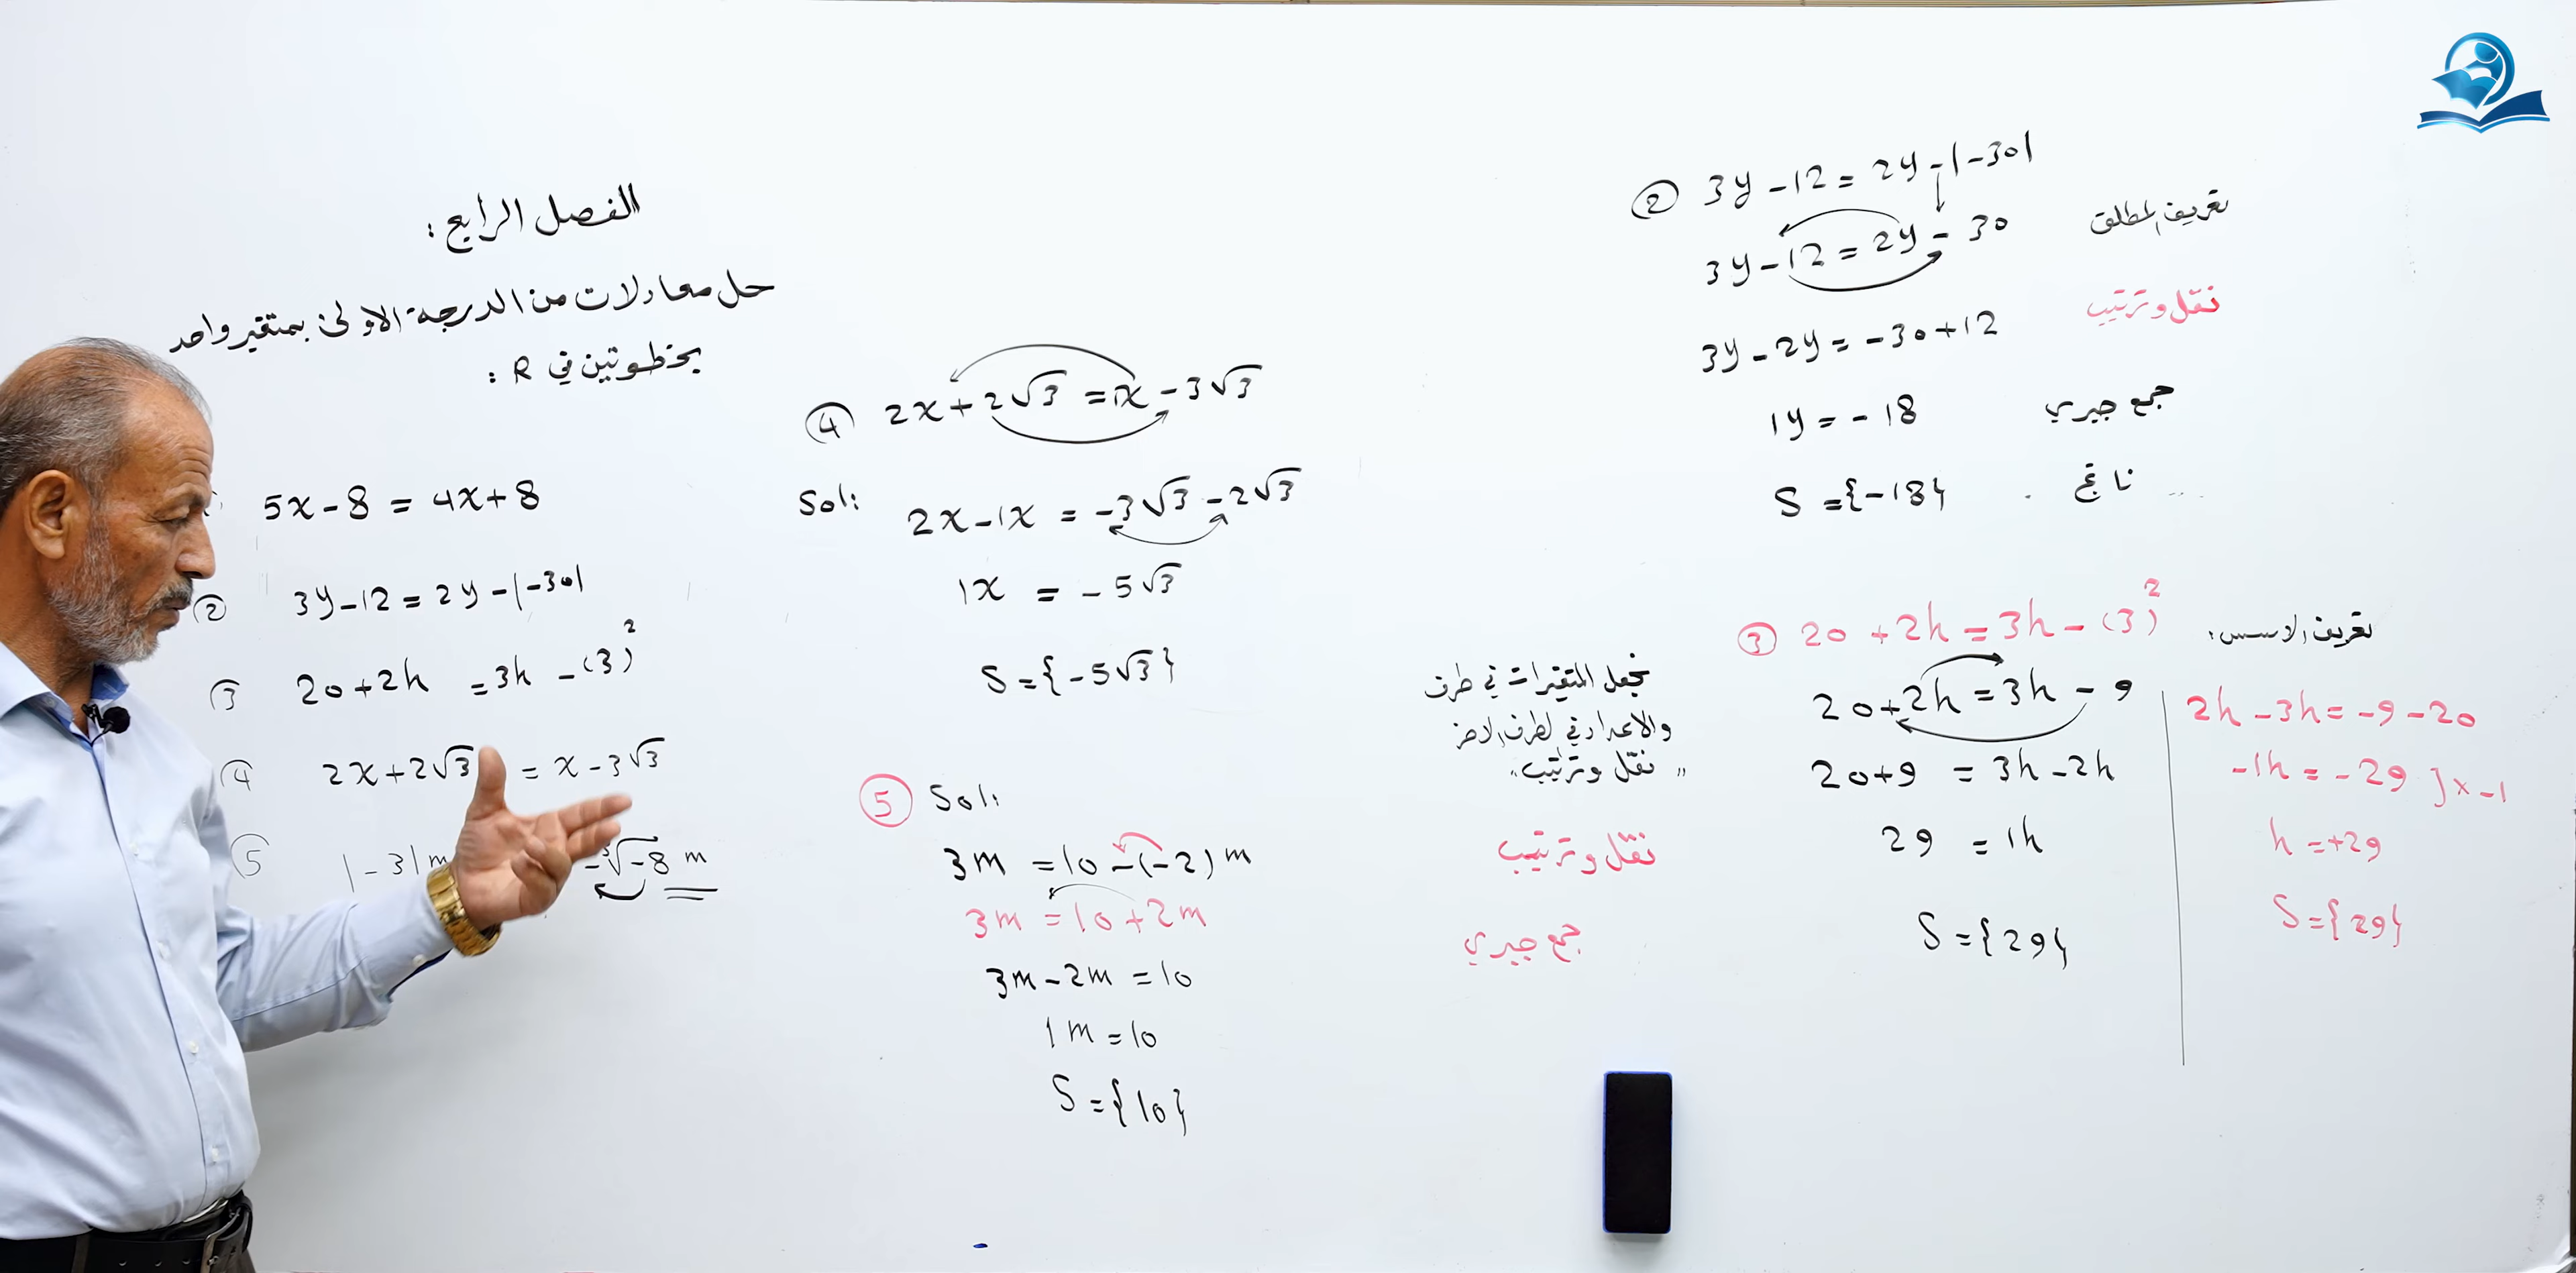 الفصل الرابع :
حل معادلات من الدرجة الاولى بمتغير واحد
بخطوتين في R :
5x - 8 = 4x + 8
② 3y - 12 = 2y - |-30|
③ 20 + 2h = 3h - (3)²
④ 2x + 2√3 = x - 3√3
⑤ |-3| m - ³√-8 m
④ 2x + 2√3 = 1x - 3√3
Sol: 2x - 1x = -3√3 - 2√3
1x = -5√3
S = {-5√3}
⑤ Sol:
3m = 10 - (-2) m
3m = 10 + 2m
3m - 2m = 10
1m = 10
S = {10}
② 3y - 12 = 2y - |-30|
3y - 12 = 2y - 30 تعريف المطلق
3y - 2y = -30 + 12 نقل وترتيب
1y = -18 جمع جبري
S = {-18} ناتج
نجعل المتغيرات في طرف
والاعداد في الطرف الاخر
" نقل وترتيب "
نقل وترتيب
جمع جبري
③ 20 + 2h = 3h - (3)² تعريف الاسس :
20 + 2h = 3h - 9
20 + 9 = 3h - 2h
29 = 1h
S = {29}
2h - 3h = -9 - 20
-1h = -29 ] x -1
h = +29
S = {29}